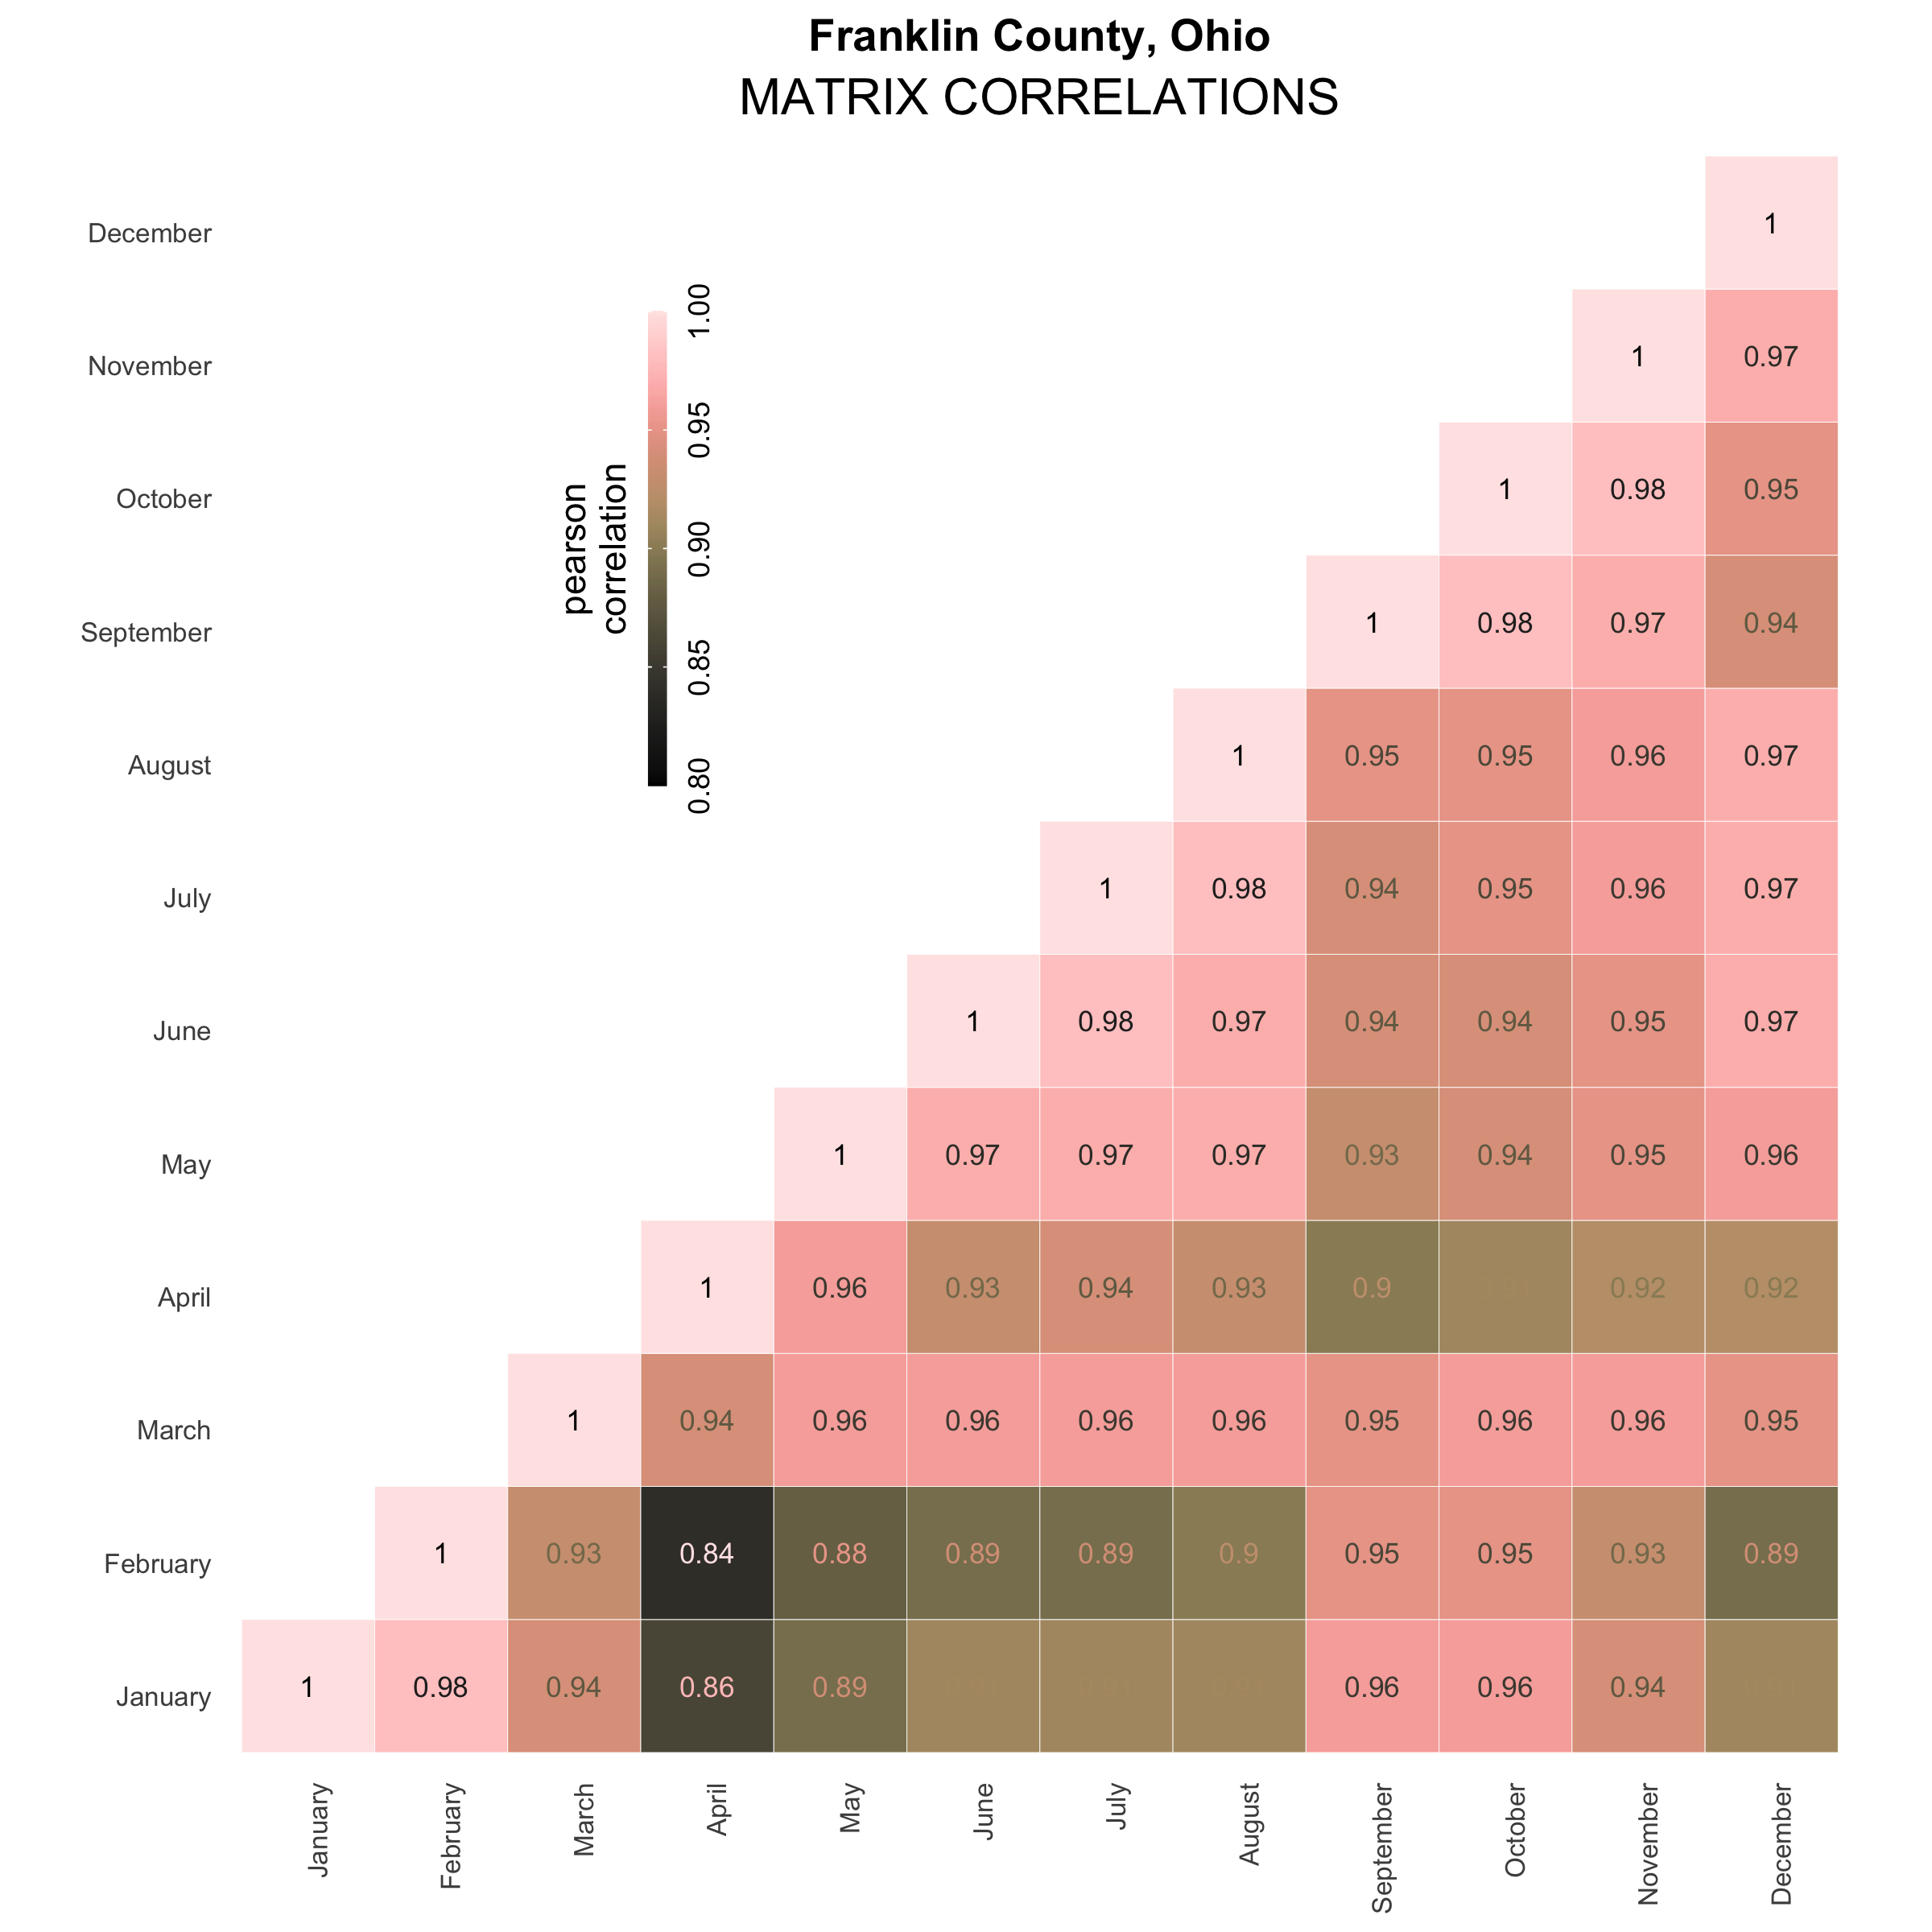 Franklin County, Ohio
MATRIX CORRELATIONS
December
1
November
1 0.97
October
1 0.98 0.95
September
1 0.98 0.97 0.94
August
1 0.95 0.95 0.96 0.97
July
1 0.98 0.94 0.95 0.96 0.97
June
1 0.98 0.97 0.94 0.94 0.95 0.97
May
1 0.97 0.97 0.97 0.93 0.94 0.95 0.96
April
1 0.96 0.93 0.94 0.93 0.9 0.92 0.92
March
1 0.94 0.96 0.96 0.96 0.96 0.95 0.96 0.96 0.95
February
1 0.93 0.84 0.88 0.89 0.89 0.9 0.95 0.95 0.93 0.89
January
1 0.98 0.94 0.86 0.89 0.96 0.96 0.94
January
February
March
April
May
June
July
August
September
October
November
December
pearson
correlation
1.00
0.95
0.90
0.85
0.80